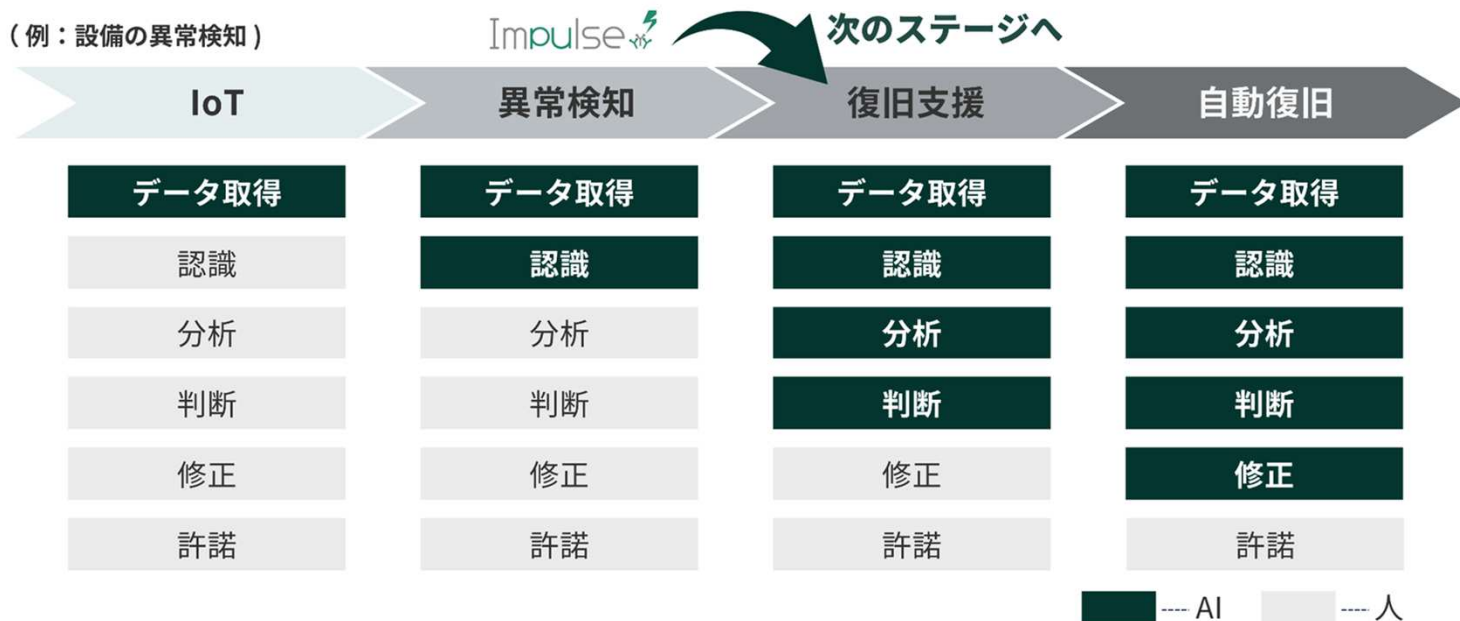 （例：設備の異常検知）
Impulse
次のステージへ
IoT
異常検知
復旧支援
自動復旧
データ取得
データ取得
データ取得
データ取得
認識
認識
認識
認識
分析
分析
分析
分析
判断
判断
判断
判断
修正
修正
修正
修正
許諾
許諾
許諾
許諾
---- AI
---- 人